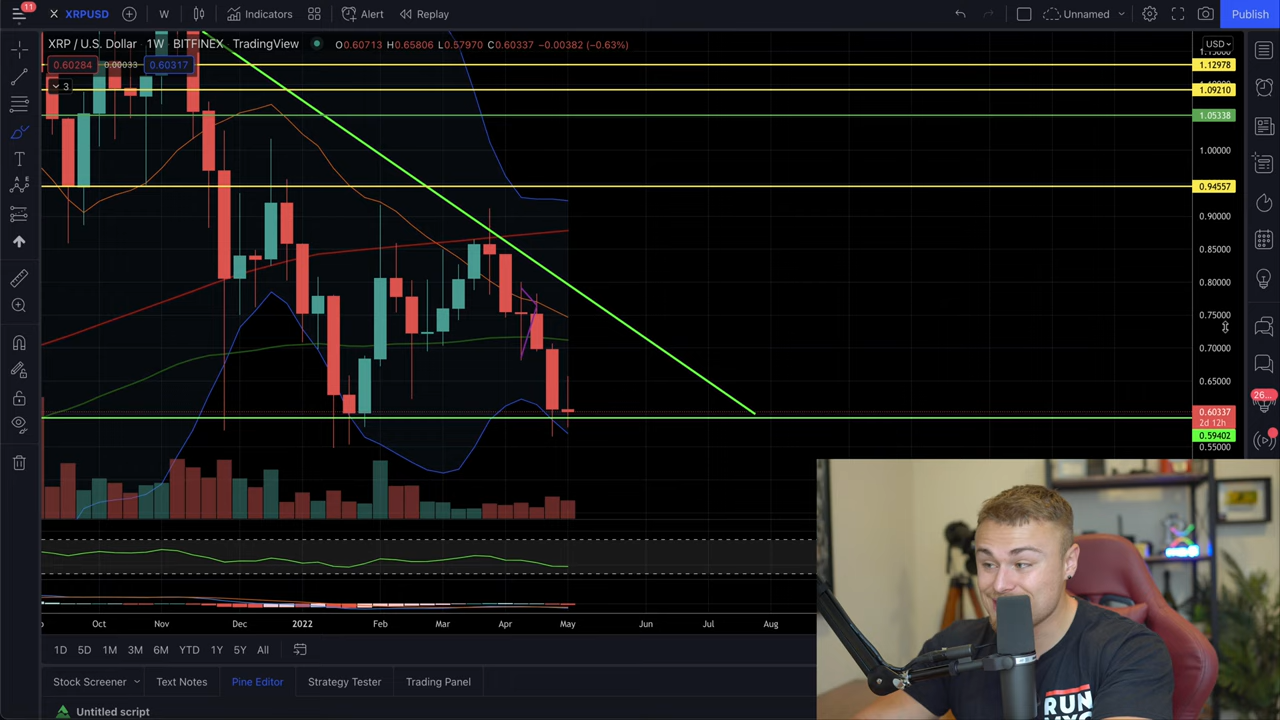 11
XRPUSD
W
Indicators
Alert
Replay
Unnamed
Publish
XRP / U.S. Dollar · 1W · BITFINEX · TradingView
O0.60713 H0.65806 L0.57970 C0.60337 −0.00382 (−0.63%)
USD
0.60284
0.00033
0.60317
3
1.12978
1.09210
1.05338
1.00000
0.94557
0.90000
0.85000
0.80000
0.75000
0.70000
0.65000
0.60337
2d 12h
0.59402
0.55000
26...
Oct
Nov
Dec
2022
Feb
Mar
Apr
May
Jun
Jul
Aug
1D
5D
1M
3M
6M
YTD
1Y
5Y
All
Stock Screener
Text Notes
Pine Editor
Strategy Tester
Trading Panel
Untitled script
RUN